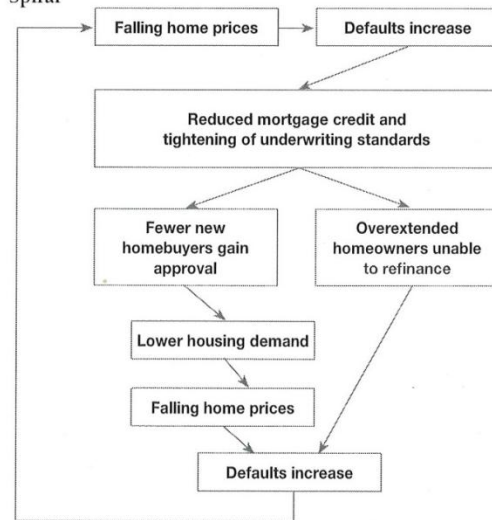 spiral
Falling home prices
Defaults increase
Reduced mortgage credit and
tightening of underwriting standards
Fewer new
homebuyers gain
approval
Overextended
homeowners unable
to refinance
Lower housing demand
Falling home prices
Defaults increase